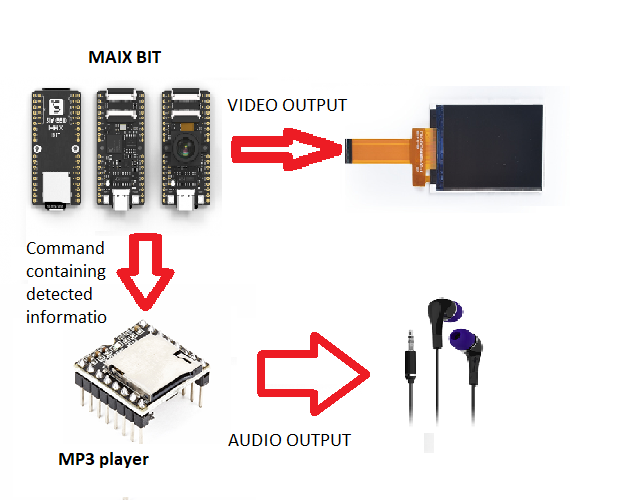 MAIX BIT
VIDEO OUTPUT
Command
containing
detected
informatio
MP3 player
AUDIO OUTPUT